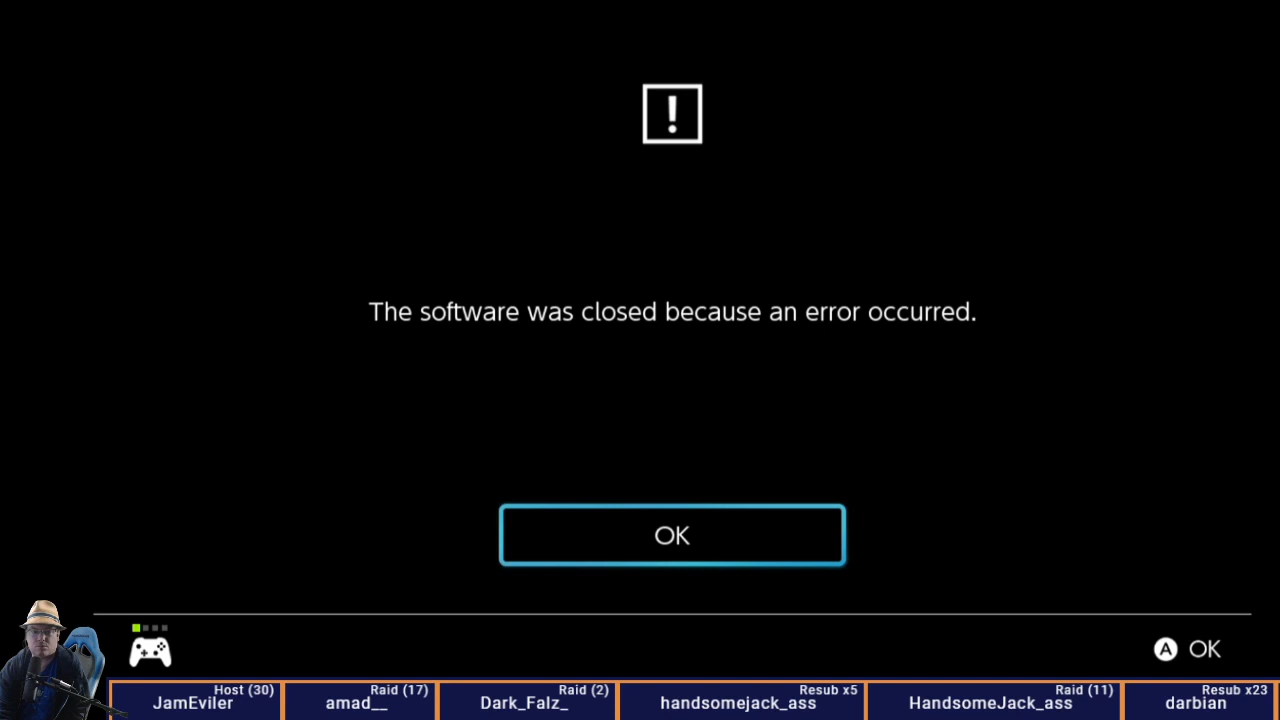 !
The software was closed because an error occurred.
OK
A OK
Host (30)
JamEviler
Raid (17)
amad__
Raid (2)
Dark_Falz_
Resub x5
handsomejack_ass
Raid (11)
HandsomeJack_ass
Resub x23
darbian